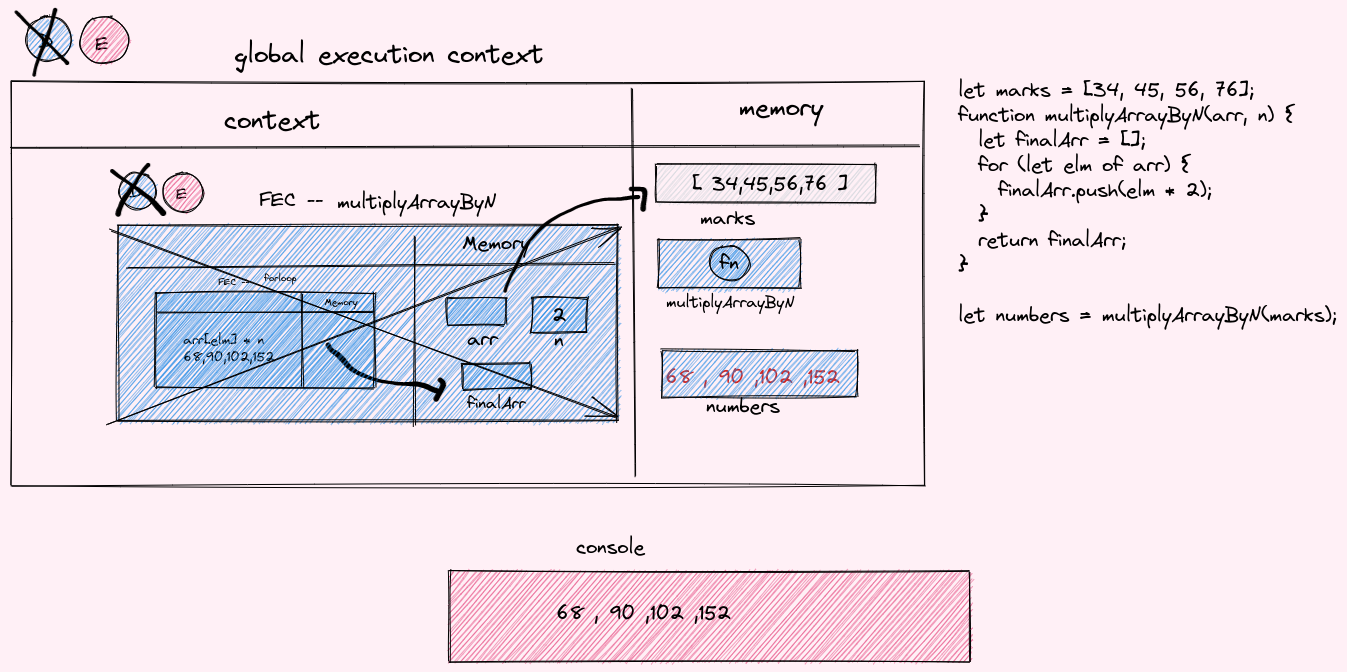 E
global execution context
context
memory
E
FEC -- multiplyArrayByN
Memory
FEC -- forloop
Memory
arr[elm] * n
68,90,102,152
arr
2
n
finalArr
[ 34,45,56,76 ]
marks
fn
multiplyArrayByN
68 , 90 ,102 ,152
numbers
let marks = [34, 45, 56, 76];
function multiplyArrayByN(arr, n) {
let finalArr = [];
for (let elm of arr) {
finalArr.push(elm * 2);
}
return finalArr;
}
let numbers = multiplyArrayByN(marks);
console
68 , 90 ,102 ,152